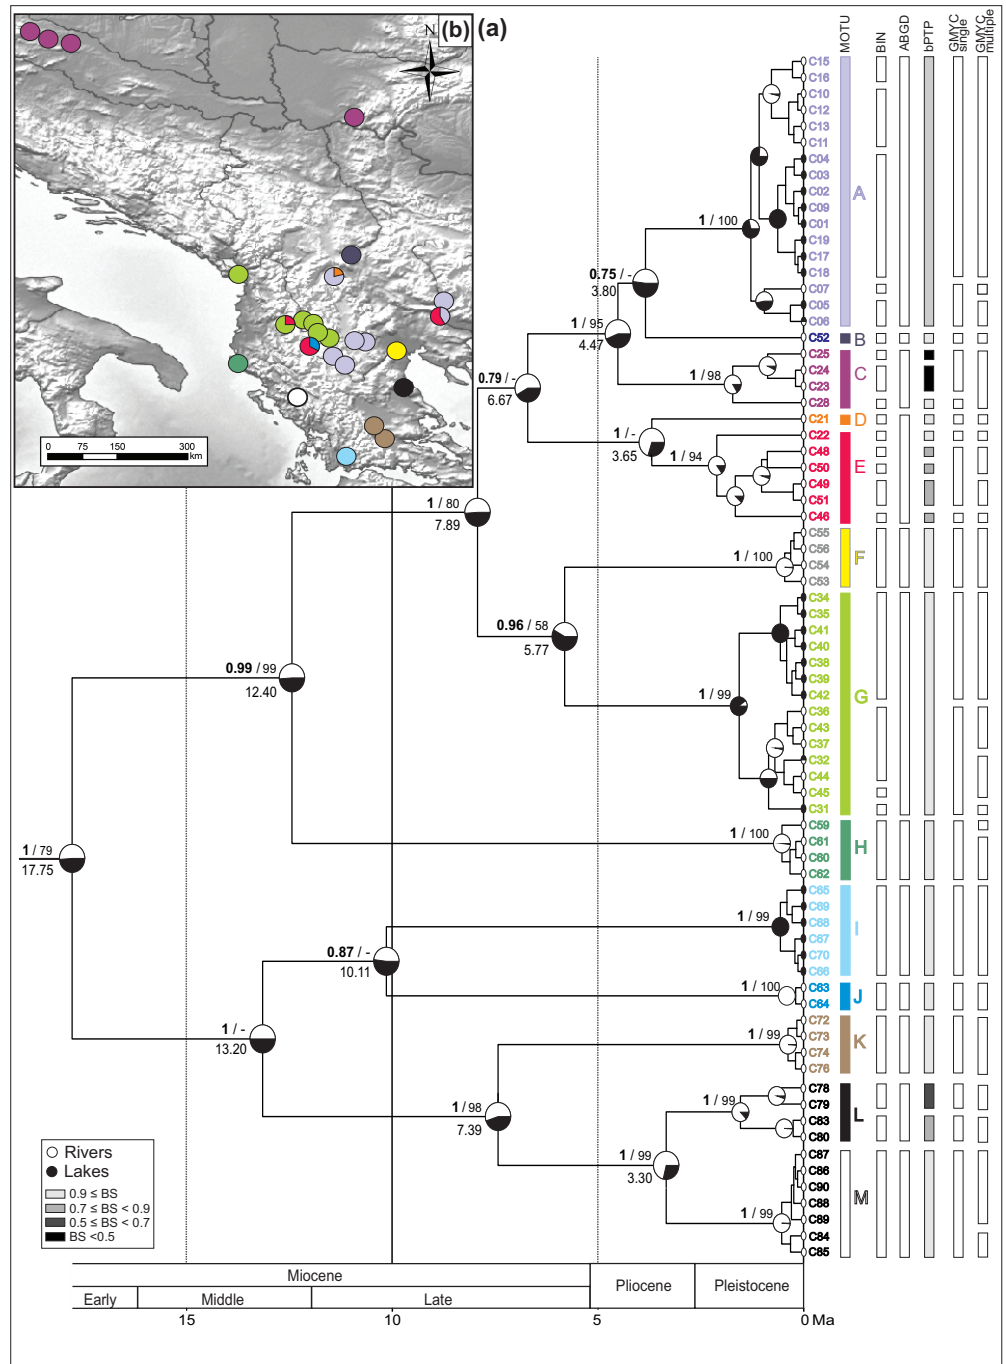 (b)
(a)
N
0 75 150 300
km
MOTU
BIN
ABGD
bPTP
GMYC single
GMYC multiple
C15
C16
C10
C12
C13
C11
C04
C03
C02
C09
C01
C19
C17
C18
C07
C05
C06
C52
C25
C24
C23
C28
C21
C22
C48
C50
C49
C51
C46
C55
C56
C54
C53
C34
C35
C41
C40
C38
C39
C42
C36
C43
C37
C32
C44
C45
C31
C59
C61
C60
C62
C65
C69
C68
C67
C70
C66
C63
C64
C72
C73
C74
C76
C78
C79
C83
C80
C87
C86
C90
C88
C89
C84
C85
A
B
C
D
E
F
G
H
I
J
K
L
M
1 / 100
0.75 / -
3.80
1 / 95
4.47
1 / 98
0.79 / -
6.67
1 / -
3.65
1 / 94
1 / 80
7.89
1 / 100
0.96 / 58
5.77
1 / 99
0.99 / 99
12.40
1 / 100
1 / 79
17.75
1 / 99
0.87 / -
10.11
1 / 100
1 / -
13.20
1 / 99
1 / 98
7.39
1 / 99
1 / 99
3.30
1 / 99
Rivers
Lakes
0.9 ≤ BS
0.7 ≤ BS < 0.9
0.5 ≤ BS < 0.7
BS <0.5
Miocene
Pliocene
Pleistocene
Early
Middle
Late
15
10
5
0 Ma